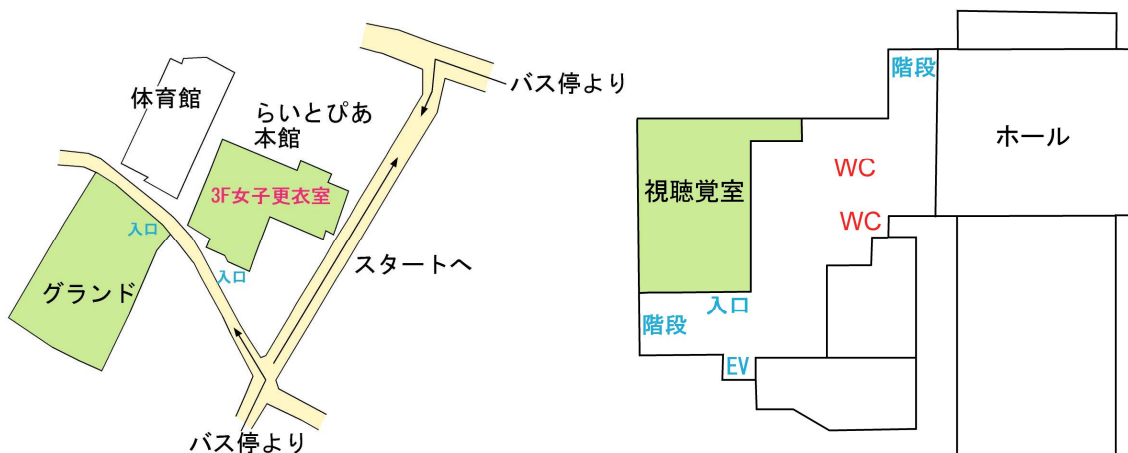 バス停より
体育館
らいとぴあ
本館
3F女子更衣室
入口
入口
スタートへ
グランド
バス停より
階段
ホール
WC
視聴覚室
WC
入口
階段
EV